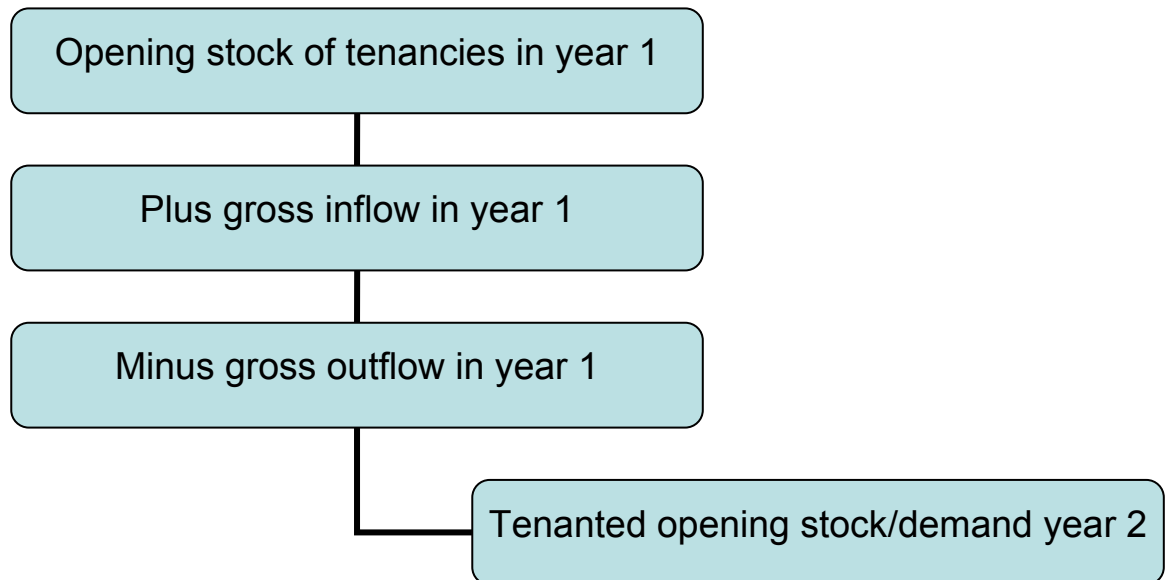 Opening stock of tenancies in year 1
Plus gross inflow in year 1
Minus gross outflow in year 1
Tenanted opening stock/demand year 2